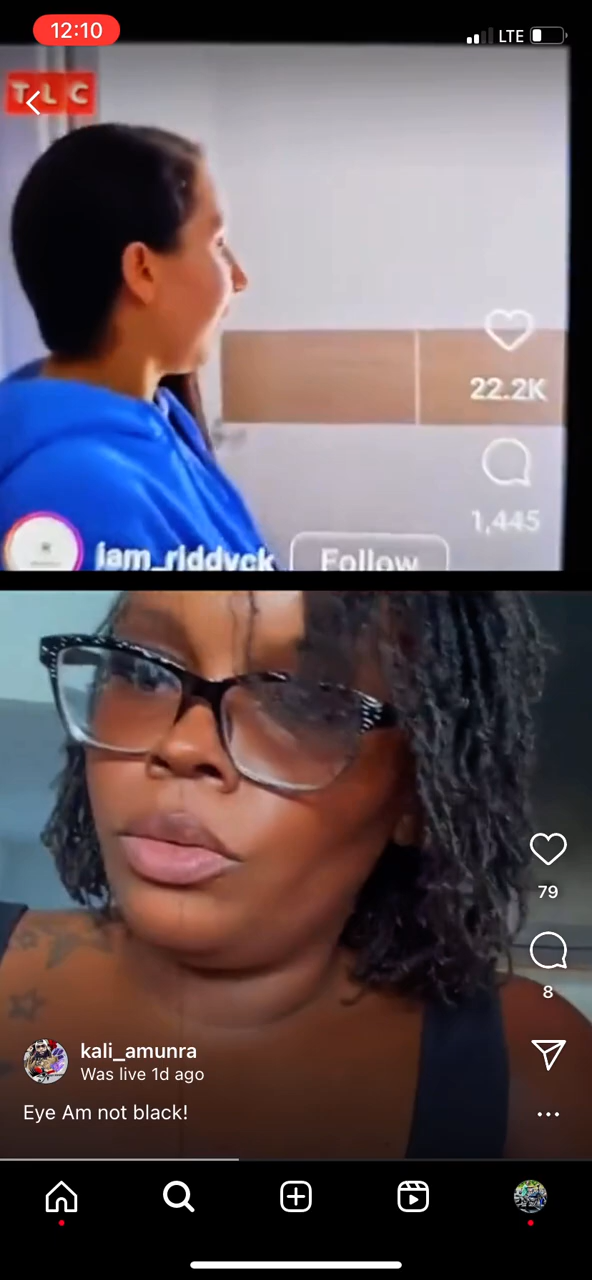 12:10
LTE
TLC
22.2K
1,445
iam_riddyck
Follow
79
8
kali_amunra
Was live 1d ago
Eye Am not black!